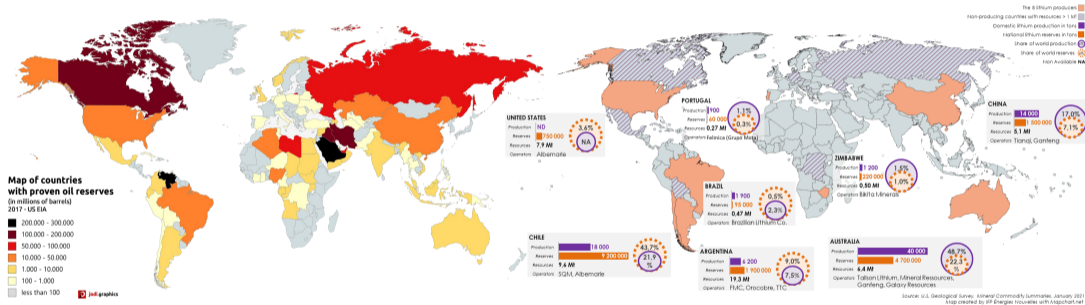 Map of countries
with proven oil reserves
(in millions of barrels)
2017 - US EIA
200.000 - 300.000
100.000 - 200.000
50.000 - 100.000
10.000 - 50.000
1.000 - 10.000
100 - 1.000
less than 100
jodi graphics
The 8 lithium producers
Non-producing countries with resources > 1 MT
Domestic lithium production in tons
National lithium reserves in tons
Share of world production
Share of world reserves
Non Available NA
UNITED STATES
Production ND
Reserves 750 000
Resources 7,9 Mt
Operators Albemarle
3,6%
NA
PORTUGAL
Production 900
Reserves 60 000
Resources 0,27 Mt
Operators Felmica (Grupo Mota)
1,1%
0,3%
CHINA
Production 14 000
Reserves 1 500 000
Resources 5,1 Mt
Operators Tianqi, Ganfeng
17,0%
7,1%
ZIMBABWE
Production 1 200
Reserves 220 000
Resources 0,50 Mt
Operators Bikita Minerals
1,5%
1,0%
BRAZIL
Production 1 900
Reserves 95 000
Resources 0,47 Mt
Operators Brazilian Lithium Co.
0,5%
2,3%
CHILE
Production 18 000
Reserves 9 200 000
Resources 9,6 Mt
Operators SQM, Albemarle
43,7%
21,9
%
ARGENTINA
Production 6 200
Reserves 1 900 000
Resources 19,3 Mt
Operators FMC, Orocobre, TTC
9,0%
7,5%
AUSTRALIA
Production 40 000
Reserves 4 700 000
Resources 6,4 Mt
Operators Talison Lithium, Mineral Ressources,
Ganfeng, Galaxy Resources
48,7%
22,3
%
Source: U.S. Geological Survey, Mineral Commodity Summaries, January 2021
Map created by IFP Energies Nouvelles with Mapchart.net